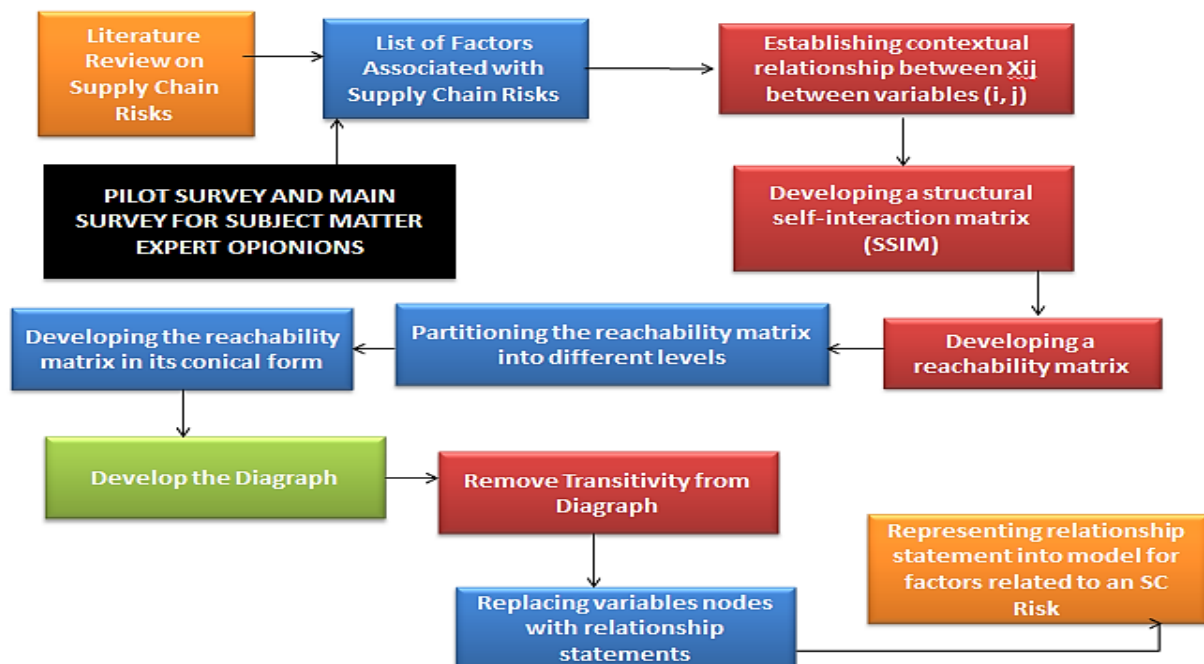 Literature
Review on
Supply Chain
Risks
List of Factors
Associated with
Supply Chain Risks
Establishing contextual
relationship between Xij
between variables (i, j)
PILOT SURVEY AND MAIN
SURVEY FOR SUBJECT MATTER
EXPERT OPIONIONS
Developing a structural
self-interaction matrix
(SSIM)
Developing a
reachability matrix
Partitioning the reachability matrix
into different levels
Developing the reachability
matrix in its conical form
Develop the Diagraph
Remove Transitivity from
Diagraph
Replacing variables nodes
with relationship
statements
Representing relationship
statement into model for
factors related to an SC
Risk